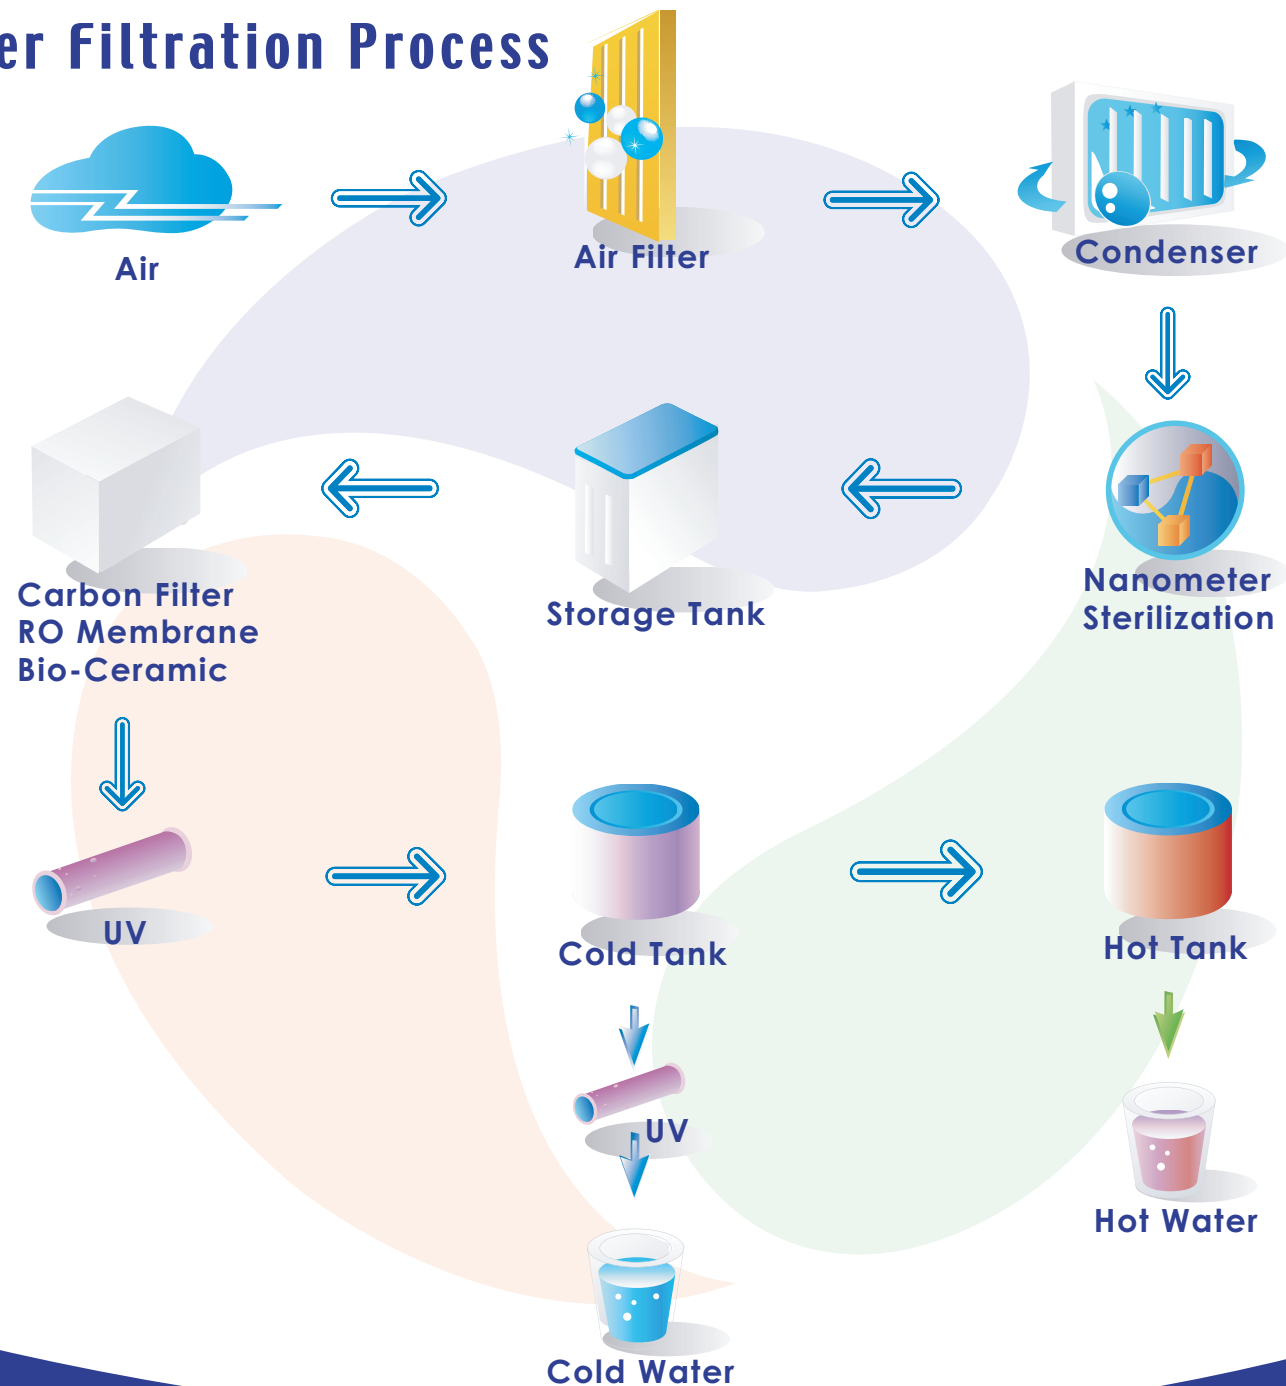 er Filtration Process
Air
Air Filter
Condenser
Carbon Filter
RO Membrane
Bio-Ceramic
Storage Tank
Nanometer
Sterilization
UV
Cold Tank
Hot Tank
UV
Hot Water
Cold Water